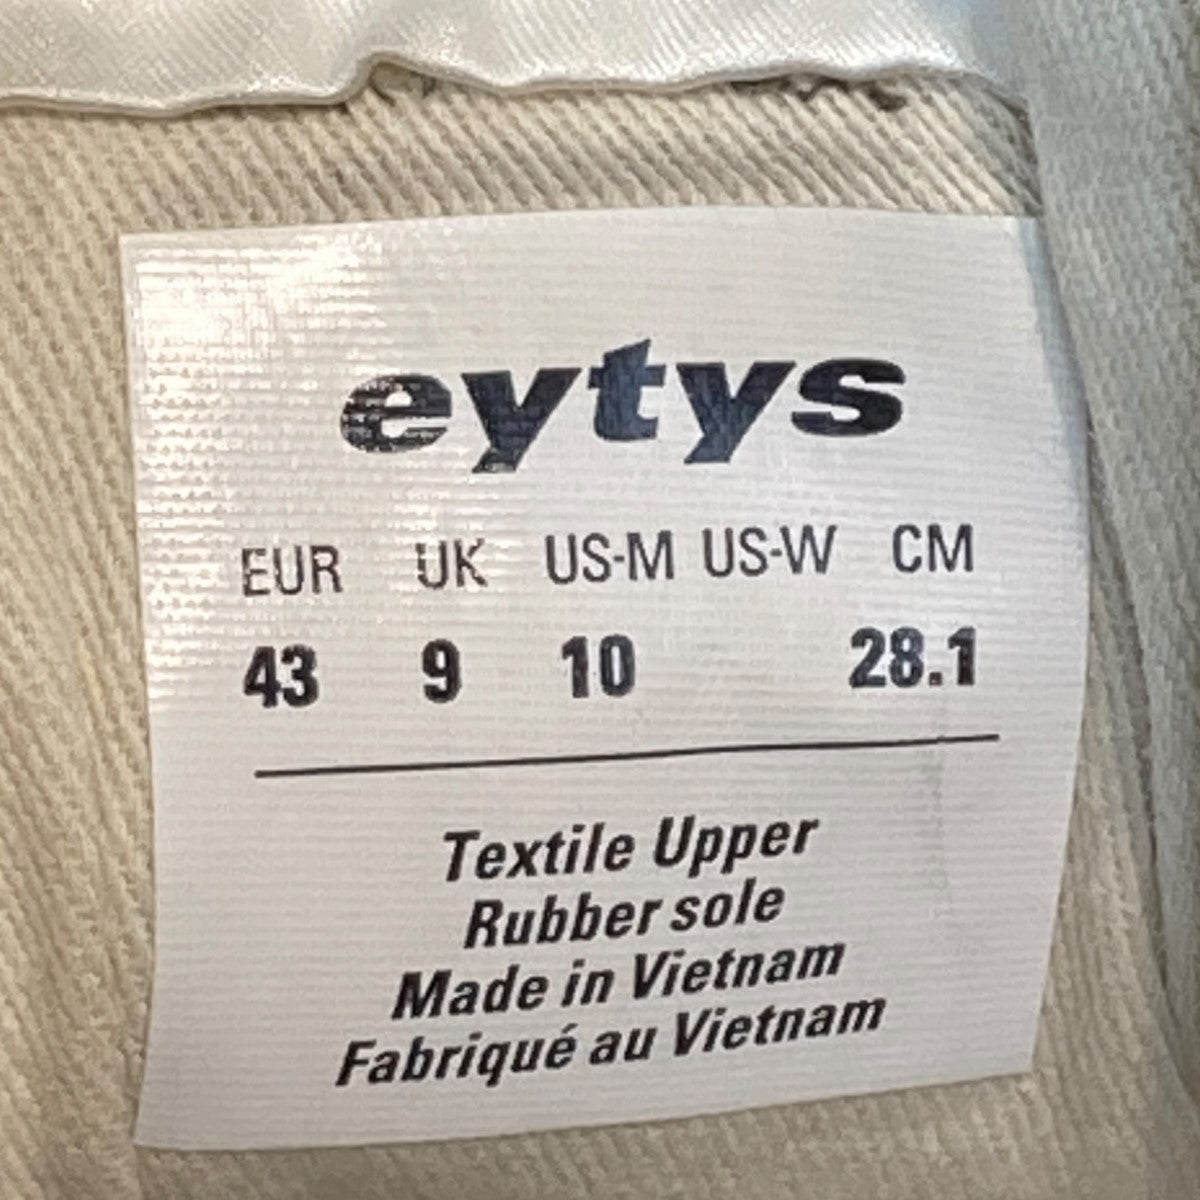 eytys
EUR UK US-M US-W CM
43 9 10 28.1
Textile Upper
Rubber sole
Made in Vietnam
Fabriqué au Vietnam